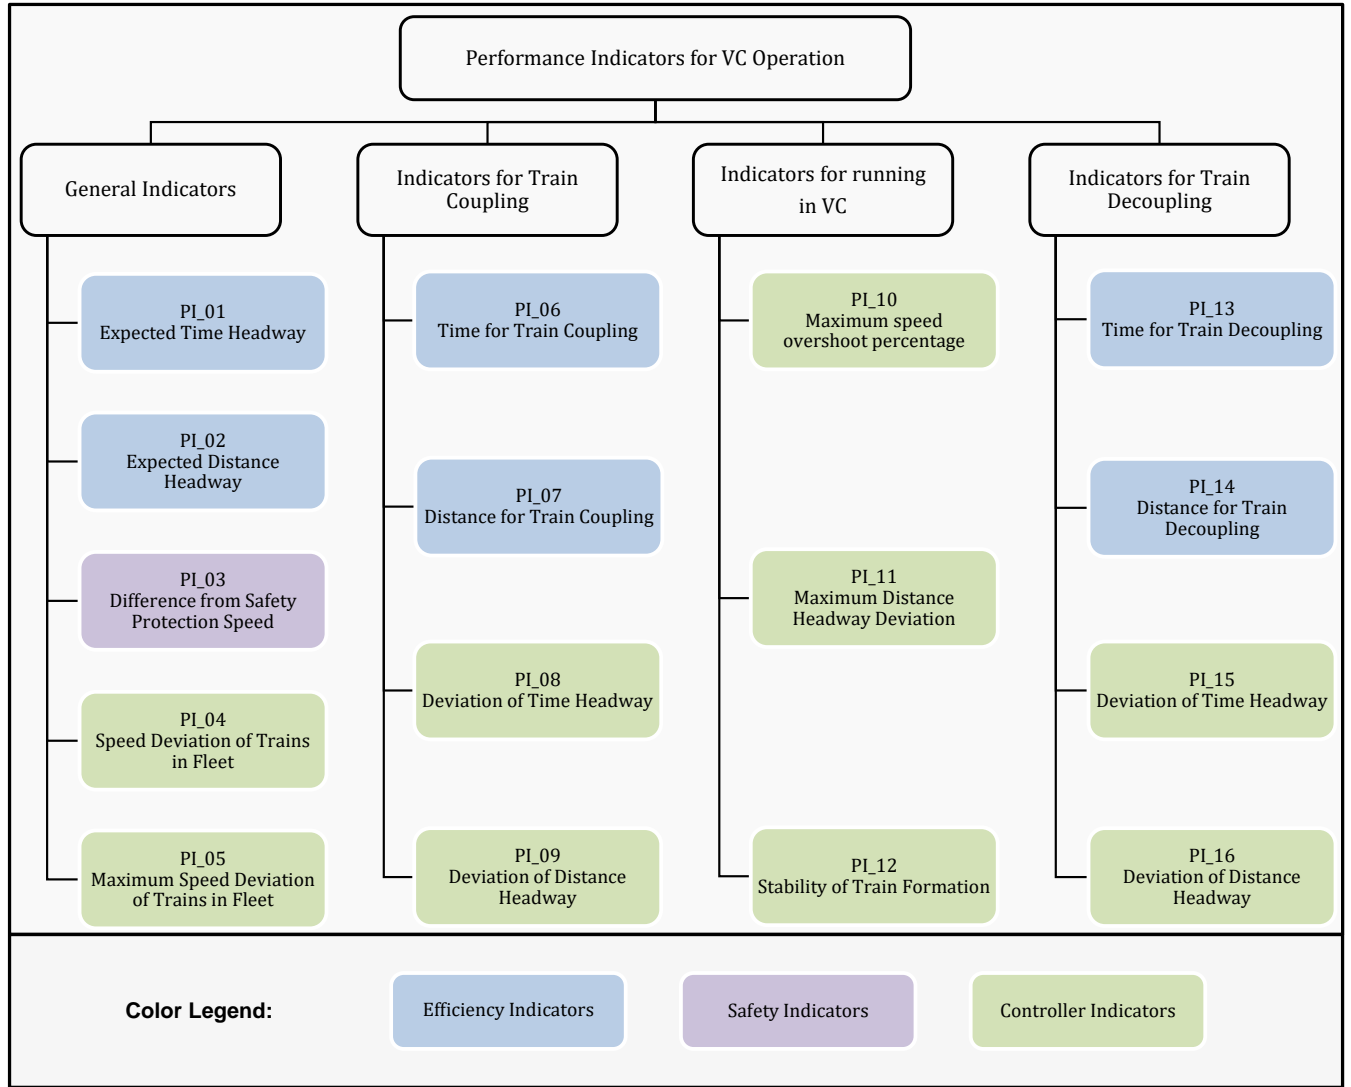 Performance Indicators for VC Operation
General Indicators
Indicators for Train
Coupling
Indicators for running
in VC
Indicators for Train
Decoupling
PI_01
Expected Time Headway
PI_02
Expected Distance
Headway
PI_03
Difference from Safety
Protection Speed
PI_04
Speed Deviation of Trains
in Fleet
PI_05
Maximum Speed Deviation
of Trains in Fleet
PI_06
Time for Train Coupling
PI_07
Distance for Train Coupling
PI_08
Deviation of Time Headway
PI_09
Deviation of Distance
Headway
PI_10
Maximum speed
overshoot percentage
PI_11
Maximum Distance
Headway Deviation
PI_12
Stability of Train Formation
PI_13
Time for Train Decoupling
PI_14
Distance for Train
Decoupling
PI_15
Deviation of Time Headway
PI_16
Deviation of Distance
Headway
Color Legend:
Efficiency Indicators
Safety Indicators
Controller Indicators